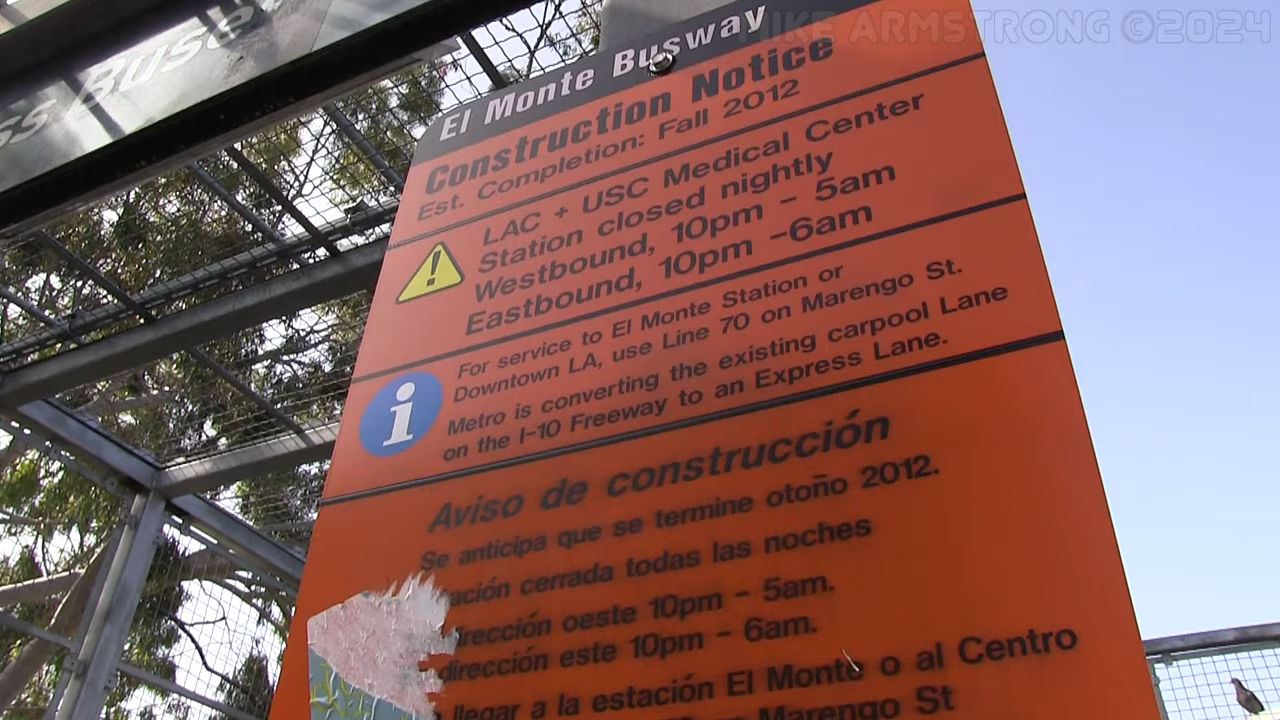 MIKE ARMSTRONG ©2024
ss Buses
El Monte Busway
Construction Notice
Est. Completion: Fall 2012
LAC + USC Medical Center
Station closed nightly
Westbound, 10pm - 5am
Eastbound, 10pm -6am
For service to El Monte Station or
Downtown LA, use Line 70 on Marengo St.
Metro is converting the existing carpool Lane
on the I-10 Freeway to an Express Lane.
Aviso de construcción
Se anticipa que se termine otoño 2012.
ación cerrada todas las noches
dirección oeste 10pm - 5am.
dirección este 10pm - 6am.
llegar a la estación El Monte o al Centro
Marengo St